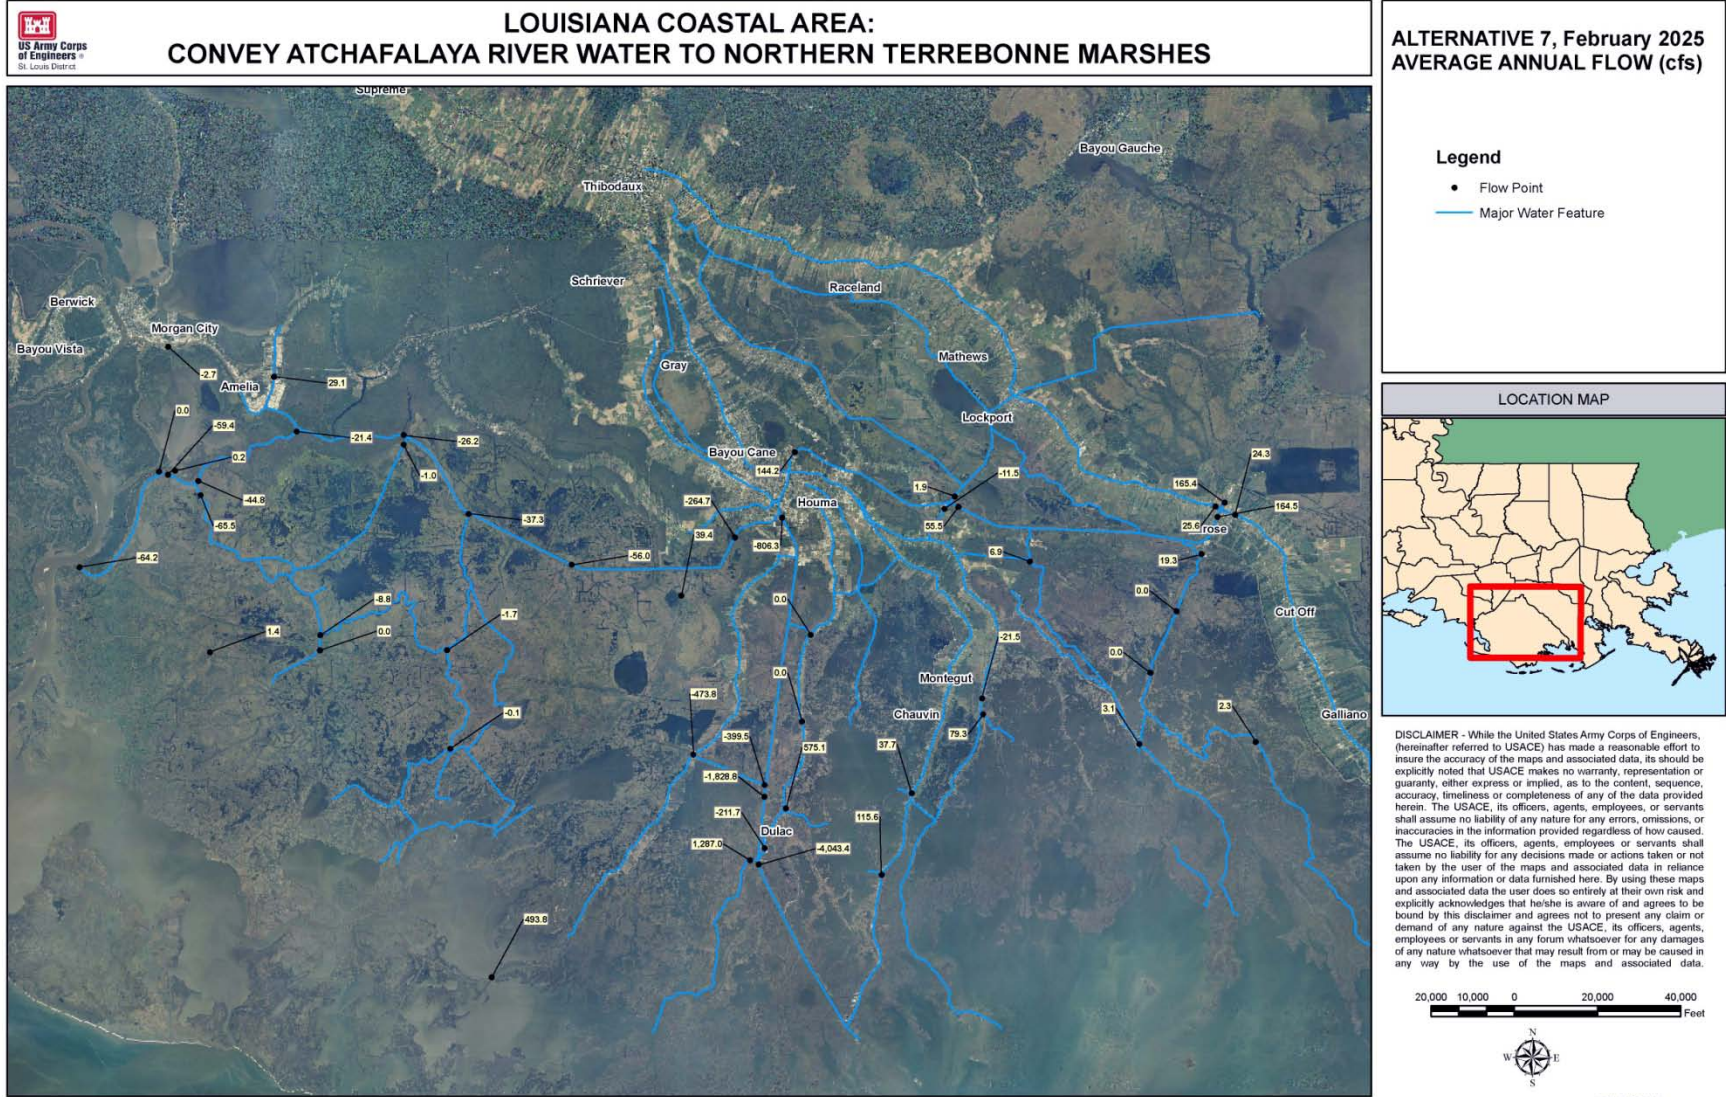 US Army Corps
of Engineers®
St. Louis District
LOUISIANA COASTAL AREA:
CONVEY ATCHAFALAYA RIVER WATER TO NORTHERN TERREBONNE MARSHES
ALTERNATIVE 7, February 2025
AVERAGE ANNUAL FLOW (cfs)
Legend
Flow Point
Major Water Feature
Supreme
Bayou Gauche
Thibodaux
Schriever
Raceland
Berwick
Morgan City
Bayou Vista
-2.7
Amelia
29.1
Gray
Mathews
0.0
-59.4
Lockport
-21.4
-26.2
0.2
-1.0
Bayou Cane
144.2
24.3
-44.8
-11.5
1.9
165.4
-264.7
Houma
164.5
-65.5
-37.3
55.5
25.6
rose
39.4
-806.3
-64.2
-56.0
6.9
19.3
-8.8
0.0
0.0
Cut Off
-1.7
1.4
0.0
-21.5
0.0
0.0
Montegut
-473.8
-0.1
Chauvin
3.1
2.3
Galliano
-399.5
575.1
37.7
79.3
-1,828.8
-211.7
Dulac
115.6
1,287.0
-4,043.4
493.8
LOCATION MAP
DISCLAIMER - While the United States Army Corps of Engineers,
(hereinafter referred to USACE) has made a reasonable effort to
insure the accuracy of the maps and associated data, its should be
explicitly noted that USACE makes no warranty, representation or
guaranty, either express or implied, as to the content, sequence,
accuracy, timeliness or completeness of any of the data provided
herein. The USACE, its officers, agents, employees, or servants
shall assume no liability of any nature for any errors, omissions, or
inaccuracies in the information provided regardless of how caused.
The USACE, its officers, agents, employees or servants shall
assume no liability for any decisions made or actions taken or not
taken by the user of the maps and associated data in reliance
upon any information or data furnished here. By using these maps
and associated data the user does so entirely at their own risk and
explicitly acknowledges that he/she is aware of and agrees to be
bound by this disclaimer and agrees not to present any claim or
demand of any nature against the USACE, its officers, agents,
employees or servants in any forum whatsoever for any damages
of any nature whatsoever that may result from or may be caused in
any way by the use of the maps and associated data.
20,000 10,000 0 20,000 40,000
Feet
N
W E
S